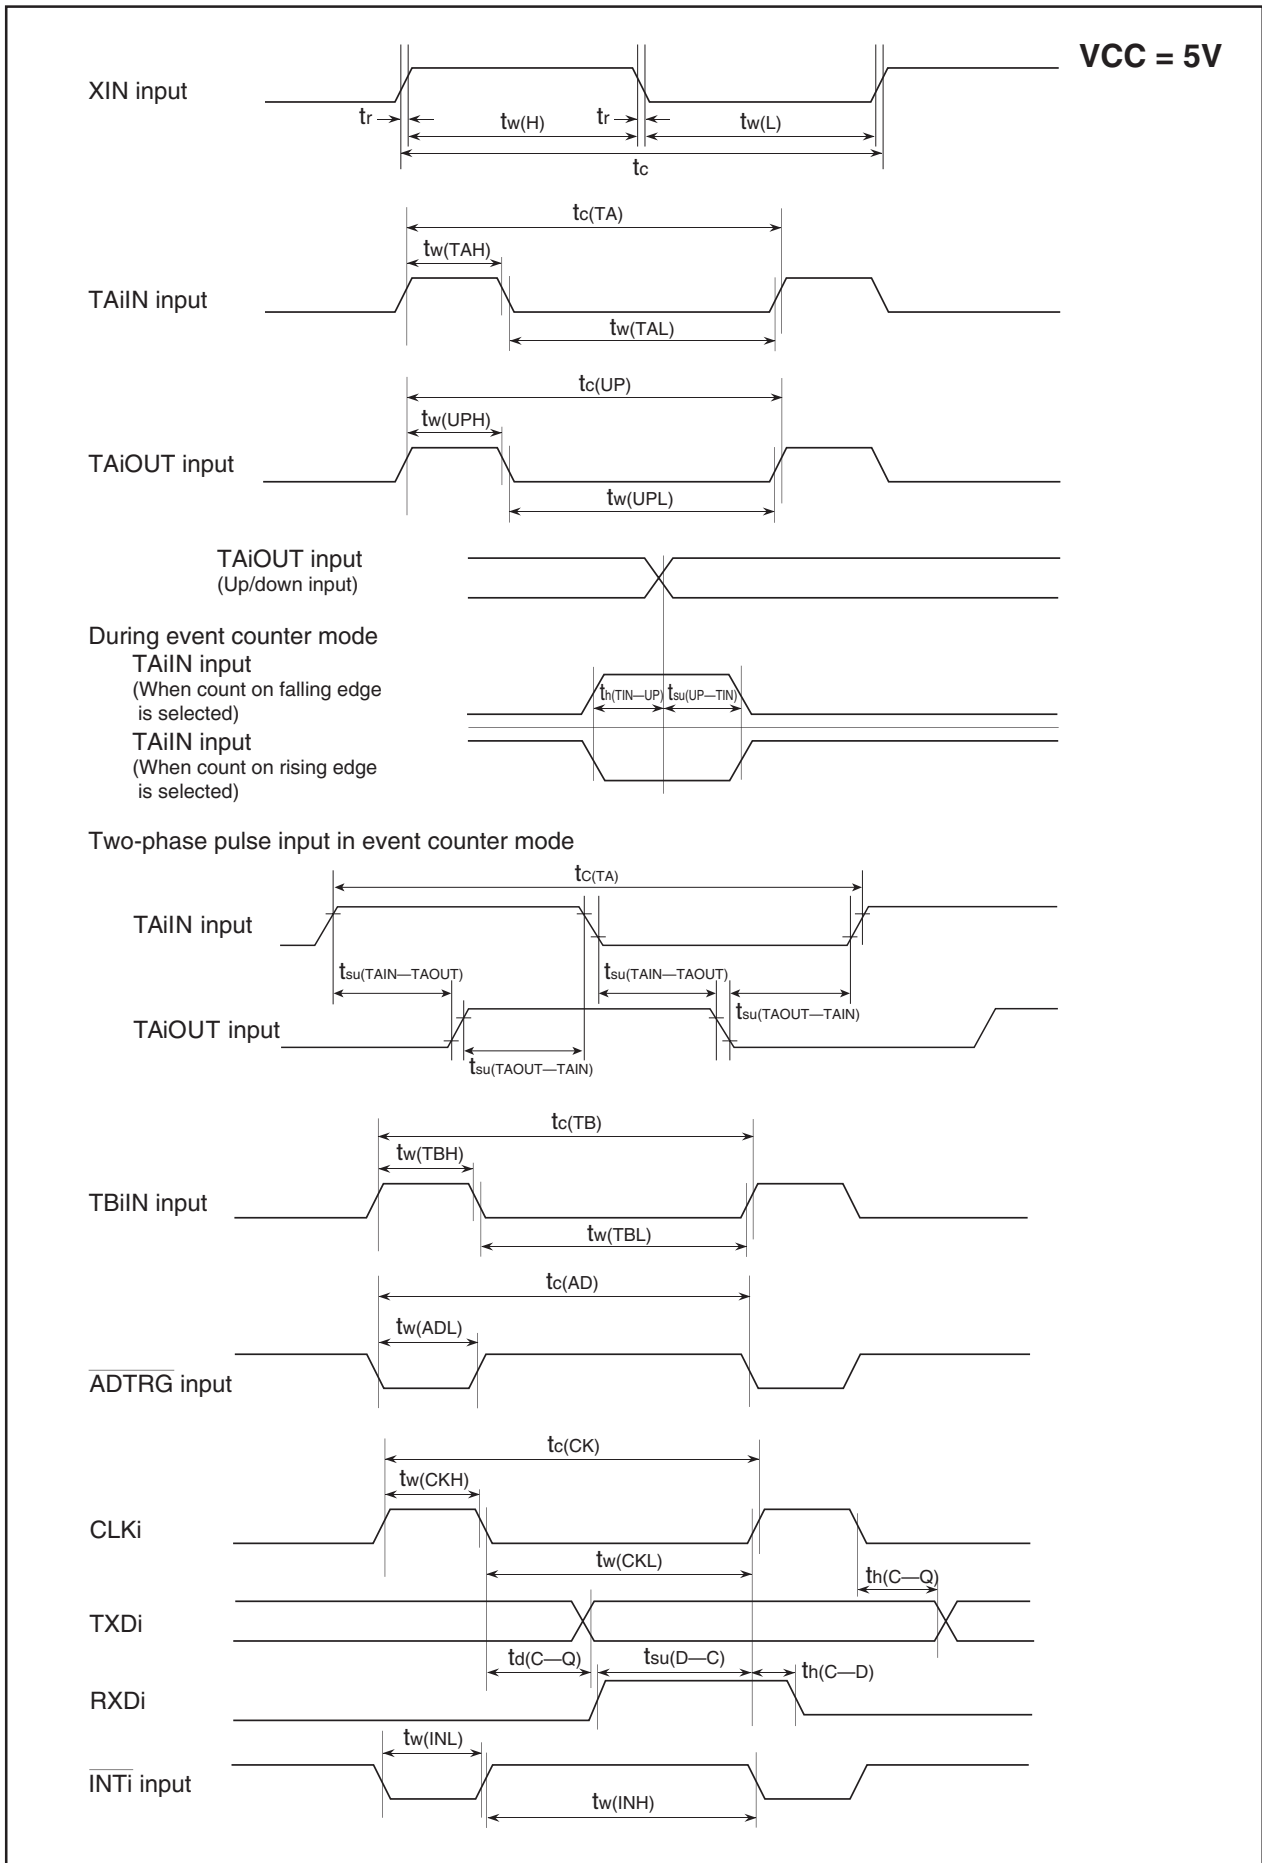 VCC = 5V
XIN input
tr
tw(H)
tr
tw(L)
tc
tc(TA)
tw(TAH)
TAiIN input
tw(TAL)
tc(UP)
tw(UPH)
TAiOUT input
tw(UPL)
TAiOUT input
(Up/down input)
During event counter mode
TAiIN input
(When count on falling edge
is selected)
th(TIN—UP)
tsu(UP—TIN)
TAiIN input
(When count on rising edge
is selected)
Two-phase pulse input in event counter mode
tC(TA)
TAiIN input
tsu(TAIN—TAOUT)
tsu(TAIN—TAOUT)
tsu(TAOUT—TAIN)
TAiOUT input
tsu(TAOUT—TAIN)
tc(TB)
tw(TBH)
TBiIN input
tw(TBL)
tc(AD)
tw(ADL)
ADTRG input
tc(CK)
tw(CKH)
CLKi
tw(CKL)
th(C—Q)
TXDi
td(C—Q)
tsu(D—C)
th(C—D)
RXDi
tw(INL)
INTi input
tw(INH)